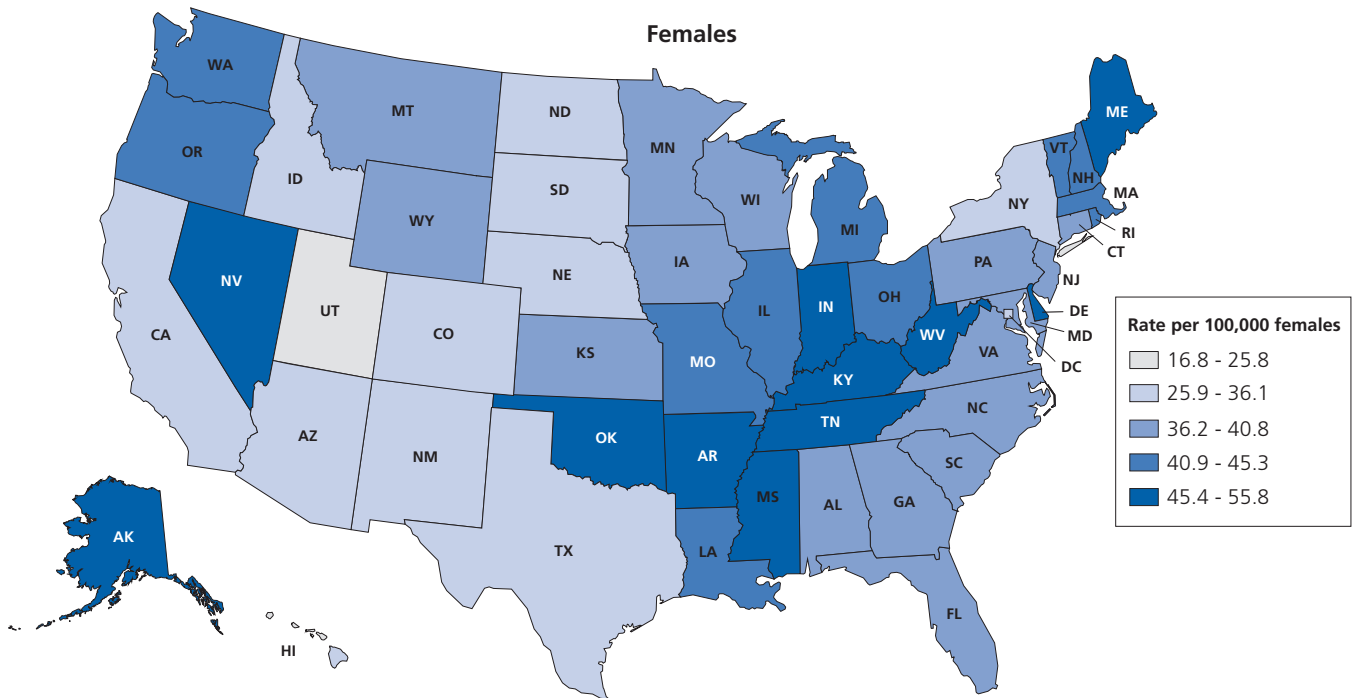 Females
WA
MT
ND
MN
ME
VT
NH
MA
OR
ID
SD
WI
NY
MI
RI
CT
WY
IA
PA
NJ
NE
NV
UT
IL
IN
OH
DE
MD
DC
CA
CO
KS
MO
WV
VA
KY
NC
AZ
NM
OK
AR
TN
SC
MS
AL
GA
AK
TX
LA
FL
HI
Rate per 100,000 females
16.8 - 25.8
25.9 - 36.1
36.2 - 40.8
40.9 - 45.3
45.4 - 55.8